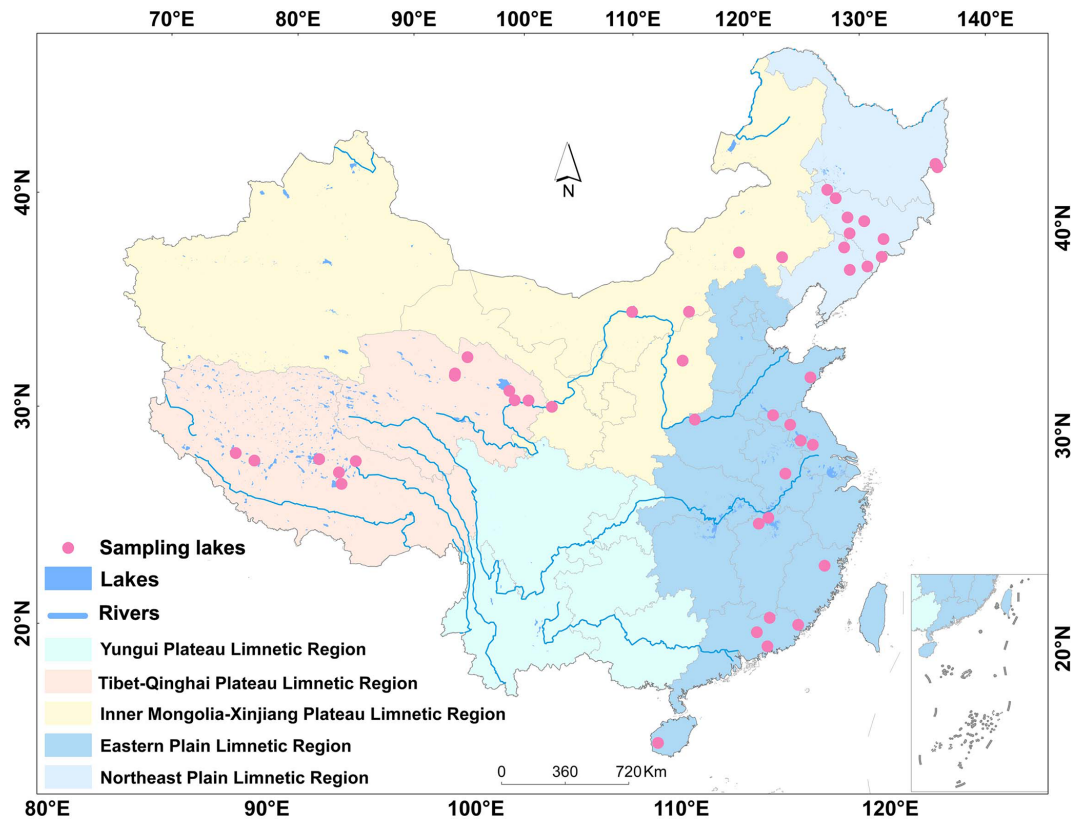 70°E 80°E 90°E 100°E 110°E 120°E 130°E 140°E
40°N
40°N
N
30°N
30°N
20°N
20°N
Sampling lakes
Lakes
Rivers
Yungui Plateau Limnetic Region
Tibet-Qinghai Plateau Limnetic Region
Inner Mongolia-Xinjiang Plateau Limnetic Region
Eastern Plain Limnetic Region
Northeast Plain Limnetic Region
0 360 720 Km
80°E 90°E 100°E 110°E 120°E